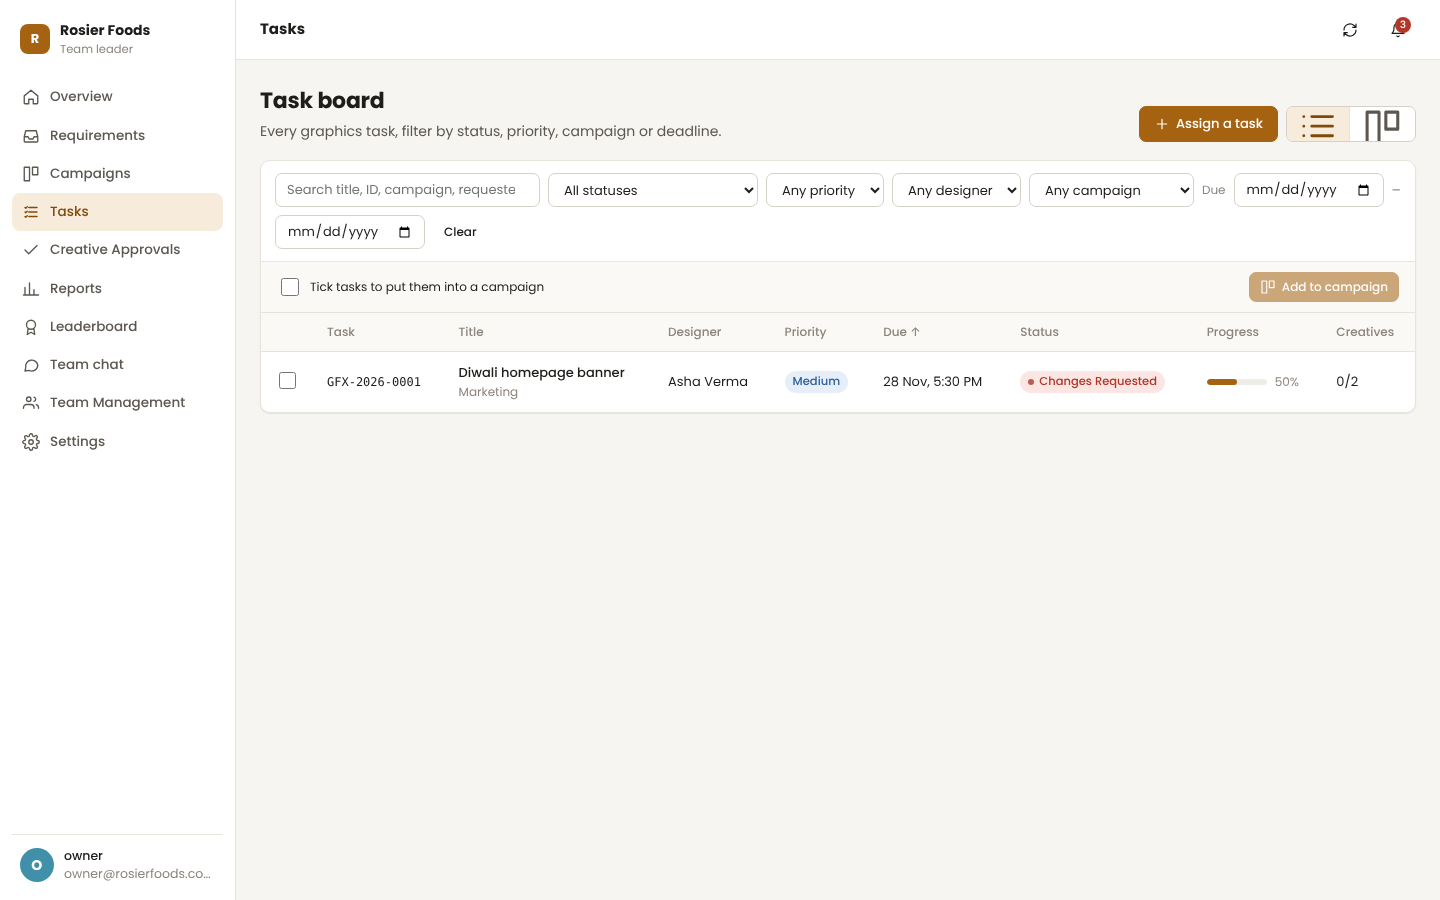 R
Rosier Foods
Team leader
Overview
Requirements
Campaigns
Tasks
Creative Approvals
Reports
Leaderboard
Team chat
Team Management
Settings
O
owner
owner@rosierfoods.co...
Tasks
3
Task board
Every graphics task, filter by status, priority, campaign or deadline.
+ Assign a task
Search title, ID, campaign, requeste
All statuses
Any priority
Any designer
Any campaign
Due
mm/dd/yyyy
–
mm/dd/yyyy
Clear
Tick tasks to put them into a campaign
Add to campaign
Task Title Designer Priority Due ↑ Status Progress Creatives
GFX-2026-0001 Diwali homepage banner Asha Verma Medium 28 Nov, 5:30 PM Changes Requested 50% 0/2
Marketing